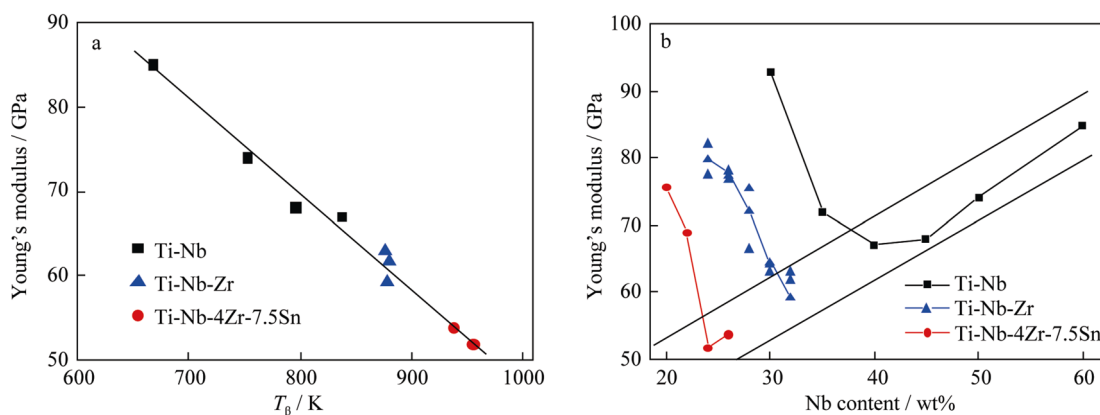 a
Young's modulus / GPa
90
80
70
60
50
600
700
800
900
1000
Tβ / K
Ti-Nb
Ti-Nb-Zr
Ti-Nb-4Zr-7.5Sn
b
Young's modulus / GPa
100
90
80
70
60
50
20
30
40
50
60
Nb content / wt%
Ti-Nb
Ti-Nb-Zr
Ti-Nb-4Zr-7.5Sn